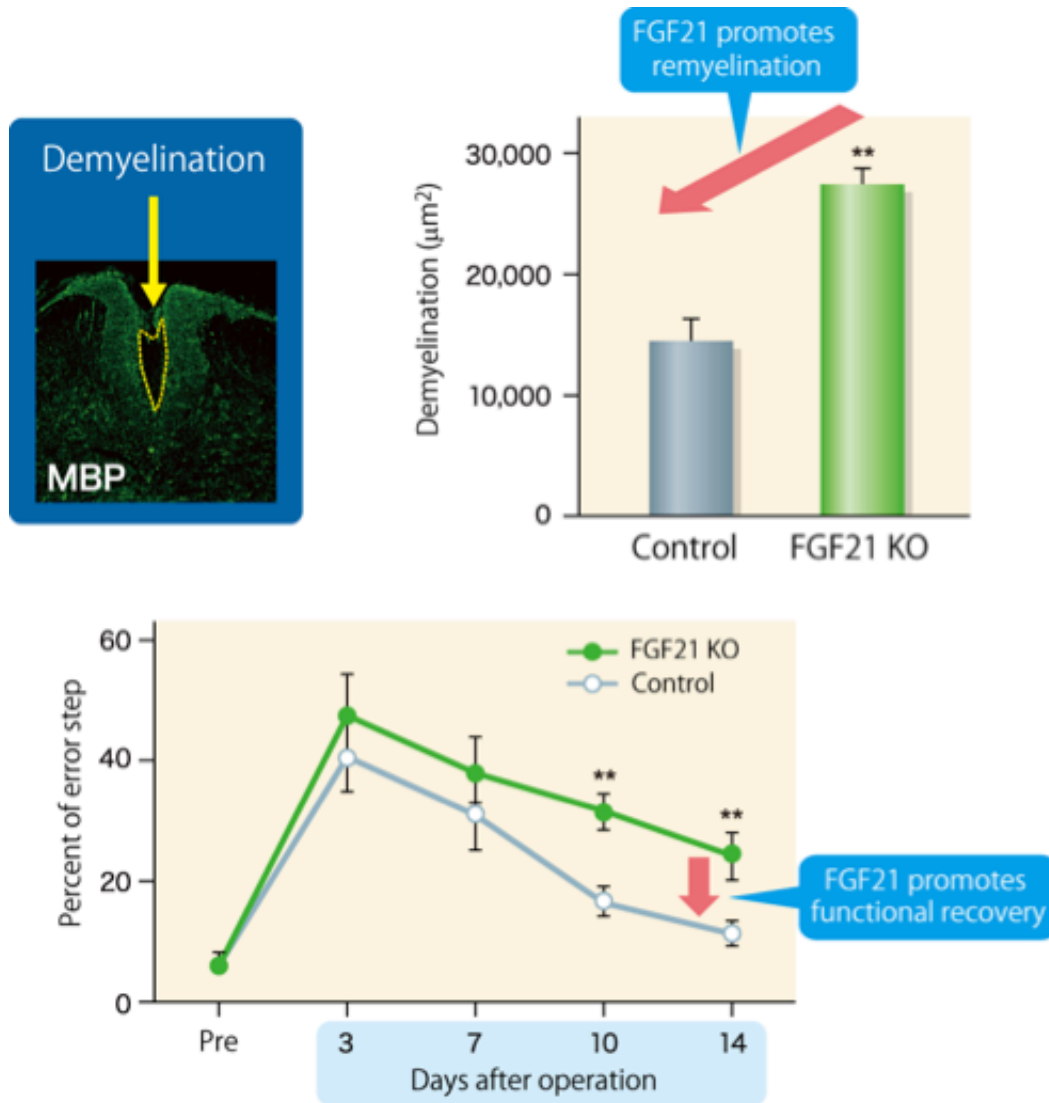 Demyelination
MBP
FGF21 promotes
remyelination
Demyelination (μm²)
30,000
20,000
10,000
0
**
Control
FGF21 KO
Percent of error step
60
40
20
0
FGF21 KO
Control
**
**
FGF21 promotes
functional recovery
Pre
3
7
10
14
Days after operation